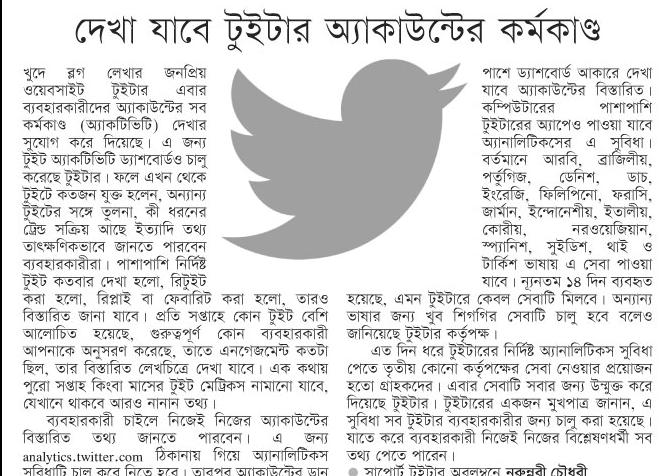 দেখা যাবে টুইটার অ্যাকাউন্টের কর্মকাণ্ড
খুদে ব্লগ লেখার জনপ্রিয়
ওয়েবসাইট টুইটার এবার
ব্যবহারকারীদের অ্যাকাউন্টের সব
কর্মকাণ্ড (অ্যাকটিভিটি) দেখার
সুযোগ করে দিয়েছে। এ জন্য
টুইট অ্যাকটিভিটি ড্যাশবোর্ডও চালু
করেছে টুইটার। ফলে এখন থেকে
টুইটে কতজন যুক্ত হলেন, অন্যান্য
টুইটের সঙ্গে তুলনা, কী ধরনের
ট্রেন্ড সক্রিয় আছে ইত্যাদি তথ্য
তাৎক্ষণিকভাবে জানতে পারবেন
ব্যবহারকারীরা। পাশাপাশি নির্দিষ্ট
টুইট কতবার দেখা হলো, রিটুইট
করা হলো, রিপ্লাই বা ফেবারিট করা হলো, তারও
বিস্তারিত জানা যাবে। প্রতি সপ্তাহে কোন টুইট বেশি
আলোচিত হয়েছে, গুরুত্বপূর্ণ কোন ব্যবহারকারী
আপনাকে অনুসরণ করেছে, তাতে এনগেজমেন্ট কতটা
ছিল, তার বিস্তারিত লেখচিত্রে দেখা যাবে। এক কথায়
পুরো সপ্তাহ কিংবা মাসের টুইট মেট্রিকস নামানো যাবে,
যেখানে থাকবে আরও নানান তথ্য।
ব্যবহারকারী চাইলে নিজেই নিজের অ্যাকাউন্টের
বিস্তারিত তথ্য জানতে পারবেন। এ জন্য
analytics.twitter.com ঠিকানায় গিয়ে অ্যানালিটিকস
সুবিধাটি চালু করে নিতে হবে। তারপর অ্যাকাউন্টের ডান
পাশে ড্যাশবোর্ড আকারে দেখা
যাবে অ্যাকাউন্টের বিস্তারিত।
কম্পিউটারের পাশাপাশি
টুইটারের অ্যাপেও পাওয়া যাবে
অ্যানালিটিকসের এ সুবিধা।
বর্তমানে আরবি, ব্রাজিলীয়,
পর্তুগিজ, ডেনিশ, ডাচ,
ইংরেজি, ফিলিপিনো, ফরাসি,
জার্মান, ইন্দোনেশীয়, ইতালীয়,
কোরীয়, নরওয়েজিয়ান,
স্প্যানিশ, সুইডিশ, থাই ও
টার্কিশ ভাষায় এ সেবা পাওয়া
যাবে। ন্যূনতম ১৪ দিন ব্যবহৃত
হয়েছে, এমন টুইটারে কেবল সেবাটি মিলবে। অন্যান্য
ভাষার জন্য খুব শিগগির সেবাটি চালু হবে বলেও
জানিয়েছে টুইটার কর্তৃপক্ষ।
এত দিন ধরে টুইটারের নির্দিষ্ট অ্যানালিটিকস সুবিধা
পেতে তৃতীয় কোনো কর্তৃপক্ষের সেবা নেওয়ার প্রয়োজন
হতো গ্রাহকদের। এবার সেবাটি সবার জন্য উন্মুক্ত করে
দিয়েছে টুইটার। টুইটারের একজন মুখপাত্র জানান, এ
সুবিধা সব টুইটার ব্যবহারকারীর জন্য চালু করা হয়েছে।
যাতে করে ব্যবহারকারী নিজেই নিজের বিশ্লেষণধর্মী সব
তথ্য পেতে পারেন।
সাপোর্ট টুইটার অবলম্বনে নুরুন্নবী চৌধুরী